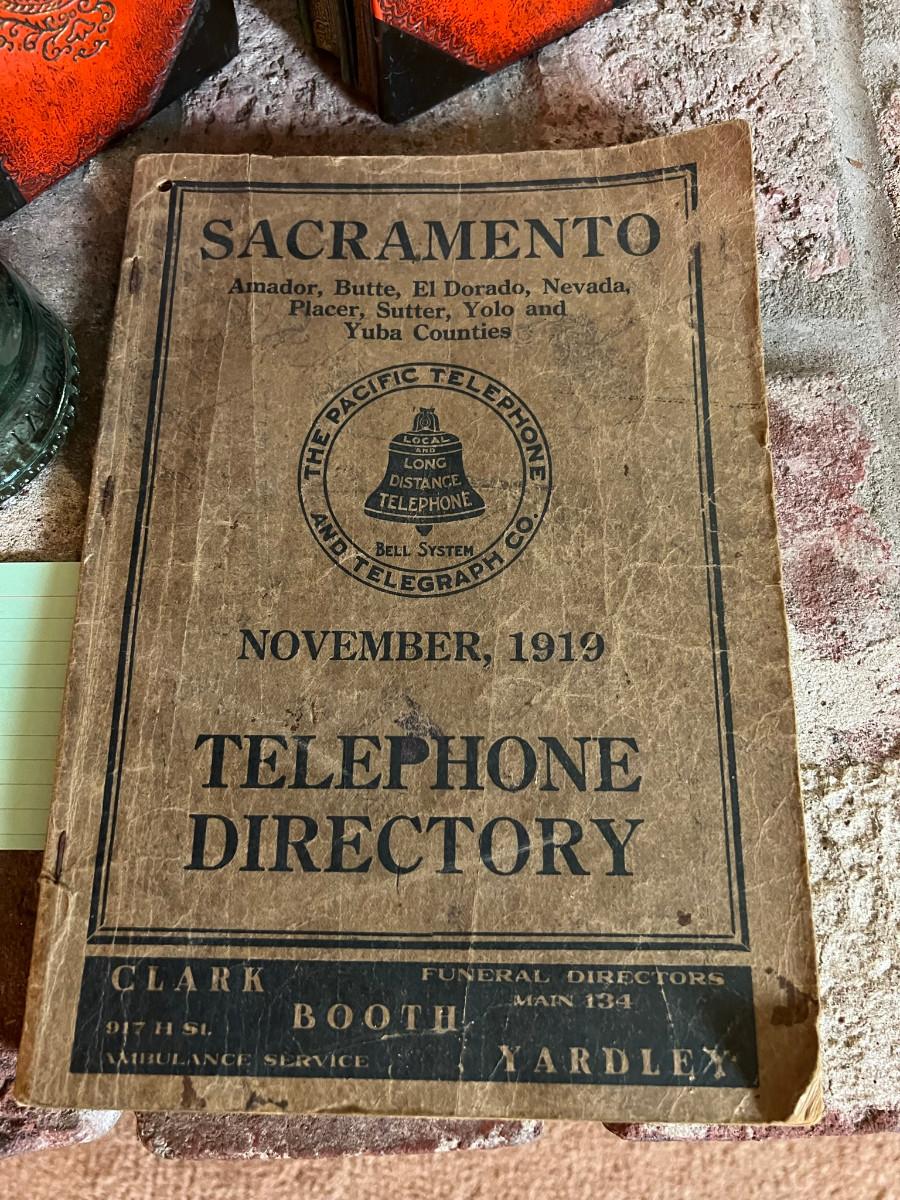 SACRAMENTO
Amador, Butte, El Dorado, Nevada,
Placer, Sutter, Yolo and
Yuba Counties
THE PACIFIC TELEPHONE
AND TELEGRAPH CO.
LOCAL
AND
LONG
DISTANCE
TELEPHONE
BELL SYSTEM
NOVEMBER, 1919
TELEPHONE
DIRECTORY
CLARK
FUNERAL DIRECTORS
MAIN 134
BOOTH
917 H St.
AMBULANCE SERVICE
YARDLEY